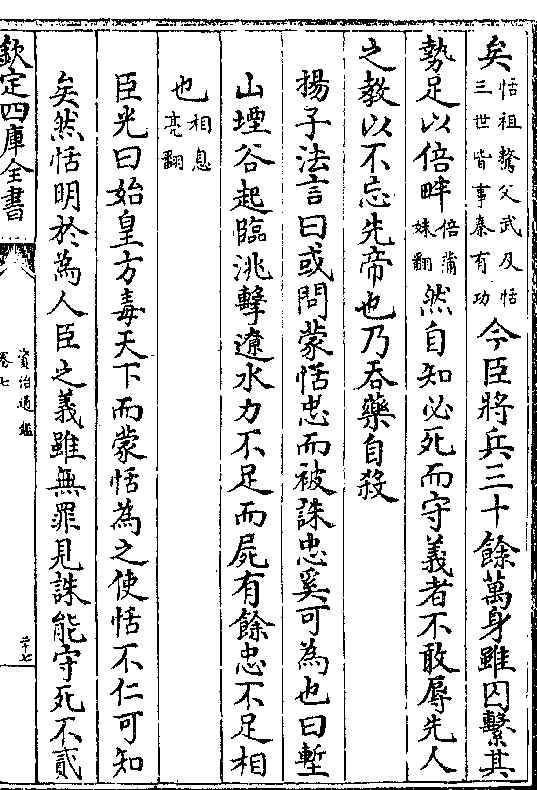 矣恬祖驁父武及恬三世皆事秦有功今臣將兵三十餘萬身雖囚繫其
勢足以倍畔倍蒲妹翻然自知必死而守義者不敢辱先人
之教以不忘先帝也乃吞藥自殺
揚子法言曰或問蒙恬忠而被誅忠奚可為也曰塹
山堙谷起臨洮擊遼水力不足而屍有餘忠不足相
也相息亮翻
臣光曰始皇方毒天下而蒙恬為之使恬不仁可知
矣然恬明於為人臣之義雖無罪見誅能守死不貳
欽定四庫全書
資治通鑑
卷七
二十七